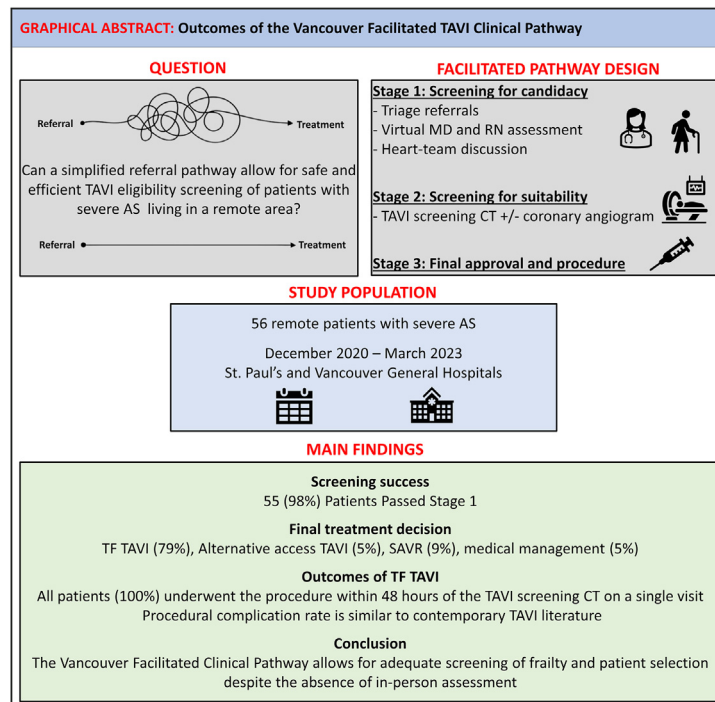 GRAPHICAL ABSTRACT: Outcomes of the Vancouver Facilitated TAVI Clinical Pathway
QUESTION
Referral
Treatment
Can a simplified referral pathway allow for safe and
efficient TAVI eligibility screening of patients with
severe AS living in a remote area?
Referral
Treatment
FACILITATED PATHWAY DESIGN
Stage 1: Screening for candidacy
- Triage referrals
- Virtual MD and RN assessment
- Heart-team discussion
Stage 2: Screening for suitability
- TAVI screening CT +/- coronary angiogram
Stage 3: Final approval and procedure
STUDY POPULATION
56 remote patients with severe AS
December 2020 – March 2023
St. Paul's and Vancouver General Hospitals
MAIN FINDINGS
Screening success
55 (98%) Patients Passed Stage 1
Final treatment decision
TF TAVI (79%), Alternative access TAVI (5%), SAVR (9%), medical management (5%)
Outcomes of TF TAVI
All patients (100%) underwent the procedure within 48 hours of the TAVI screening CT on a single visit
Procedural complication rate is similar to contemporary TAVI literature
Conclusion
The Vancouver Facilitated Clinical Pathway allows for adequate screening of frailty and patient selection
despite the absence of in-person assessment